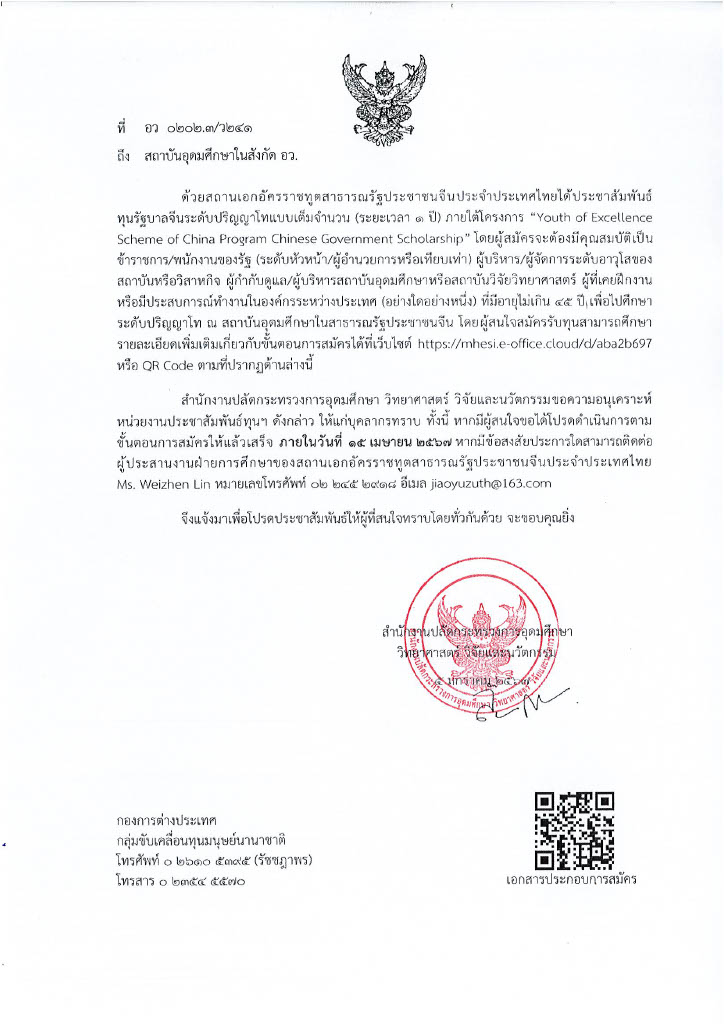 ที่ อว ๐๒๐๒.๓/ว๒๔๑
ถึง สถาบันอุดมศึกษาในสังกัด อว.
ด้วยสถานเอกอัครราชทูตสาธารณรัฐประชาชนจีนประจำประเทศไทยได้ประชาสัมพันธ์
ทุนรัฐบาลจีนระดับปริญญาโทแบบเต็มจำนวน (ระยะเวลา ๑ ปี) ภายใต้โครงการ “Youth of Excellence
Scheme of China Program Chinese Government Scholarship” โดยผู้สมัครจะต้องมีคุณสมบัติเป็น
ข้าราชการ/พนักงานของรัฐ (ระดับหัวหน้า/ผู้อำนวยการหรือเทียบเท่า) ผู้บริหาร/ผู้จัดการระดับอาวุโสของ
สถาบันหรือวิสาหกิจ ผู้กำกับดูแล/ผู้บริหารสถาบันอุดมศึกษาหรือสถาบันวิจัยวิทยาศาสตร์ ผู้ที่เคยฝึกงาน
หรือมีประสบการณ์ทำงานในองค์กรระหว่างประเทศ (อย่างใดอย่างหนึ่ง) ที่มีอายุไม่เกิน ๔๕ ปี เพื่อไปศึกษา
ระดับปริญญาโท ณ สถาบันอุดมศึกษาในสาธารณรัฐประชาชนจีน โดยผู้สนใจสมัครรับทุนสามารถศึกษา
รายละเอียดเพิ่มเติมเกี่ยวกับขั้นตอนการสมัครได้ที่เว็บไซต์ https://mhesi.e-office.cloud/d/aba2b697
หรือ QR Code ตามที่ปรากฏด้านล่างนี้
สำนักงานปลัดกระทรวงการอุดมศึกษา วิทยาศาสตร์ วิจัยและนวัตกรรมขอความอนุเคราะห์
หน่วยงานประชาสัมพันธ์ทุนฯ ดังกล่าว ให้แก่บุคลากรทราบ ทั้งนี้ หากมีผู้สนใจขอได้โปรดดำเนินการตาม
ขั้นตอนการสมัครให้แล้วเสร็จ ภายในวันที่ ๑๕ เมษายน ๒๕๖๗ หากมีข้อสงสัยประการใดสามารถติดต่อ
ผู้ประสานงานฝ่ายการศึกษาของสถานเอกอัครราชทูตสาธารณรัฐประชาชนจีนประจำประเทศไทย
Ms. Weizhen Lin หมายเลขโทรศัพท์ ๐๒ ๒๔๕ ๒๙๑๘ อีเมล jiaoyuzuth@163.com
จึงแจ้งมาเพื่อโปรดประชาสัมพันธ์ให้ผู้ที่สนใจทราบโดยทั่วกันด้วย จะขอบคุณยิ่ง
สำนักงานปลัดกระทรวงการอุดมศึกษา
วิทยาศาสตร์ วิจัยและนวัตกรรม
มกราคม ๒๕๖๗
กองการต่างประเทศ
กลุ่มขับเคลื่อนทุนมนุษย์นานาชาติ
โทรศัพท์ ๐ ๒๖๑๐ ๕๓๙๕ (รัชชฎาพร)
โทรสาร ๐ ๒๓๕๔ ๕๕๗๐
เอกสารประกอบการสมัคร